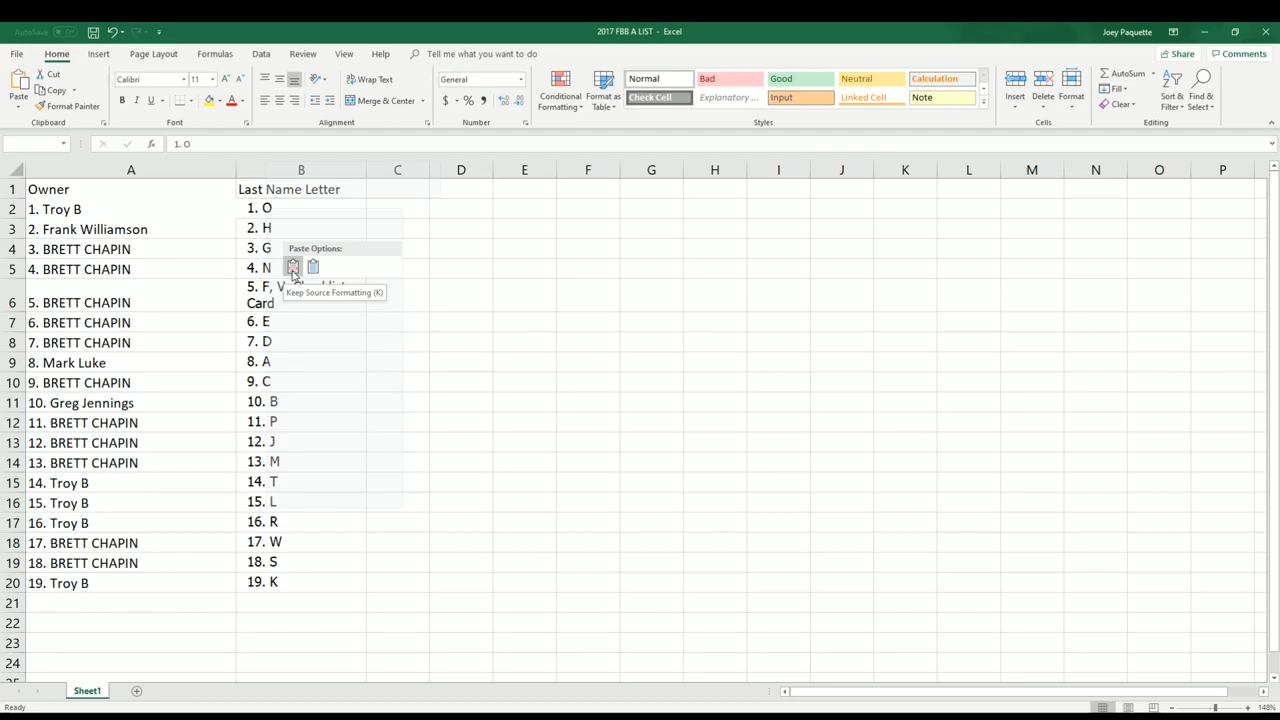 AutoSave Off
2017 FBB A LIST - Excel
Joey Paquette
File Home Insert Page Layout Formulas Data Review View Help Tell me what you want to do Share Comments
Paste Cut Copy Format Painter
Clipboard
Calibri 11
B I U
Font
Wrap Text
Merge & Center
Alignment
General
$ % ,
Number
Conditional Formatting Format as Table
Normal Bad Good Neutral Calculation
Check Cell Explanatory ... Input Linked Cell Note
Styles
Insert Delete Format
Cells
AutoSum Fill Clear Sort & Filter Find & Select
Editing
fx 1. O
A B C D E F G H I J K L M N O P
1 Owner Last Name Letter
2 1. Troy B 1. O
3 2. Frank Williamson 2. H
4 3. BRETT CHAPIN 3. G
Paste Options:
5 4. BRETT CHAPIN 4. N
Keep Source Formatting (K)
6 5. BRETT CHAPIN 5. F,
Card
7 6. BRETT CHAPIN 6. E
8 7. BRETT CHAPIN 7. D
9 8. Mark Luke 8. A
10 9. BRETT CHAPIN 9. C
11 10. Greg Jennings 10. B
12 11. BRETT CHAPIN 11. P
13 12. BRETT CHAPIN 12. J
14 13. BRETT CHAPIN 13. M
15 14. Troy B 14. T
16 15. Troy B 15. L
17 16. Troy B 16. R
18 17. BRETT CHAPIN 17. W
19 18. BRETT CHAPIN 18. S
20 19. Troy B 19. K
21
22
23
24
Sheet1
Ready
148%